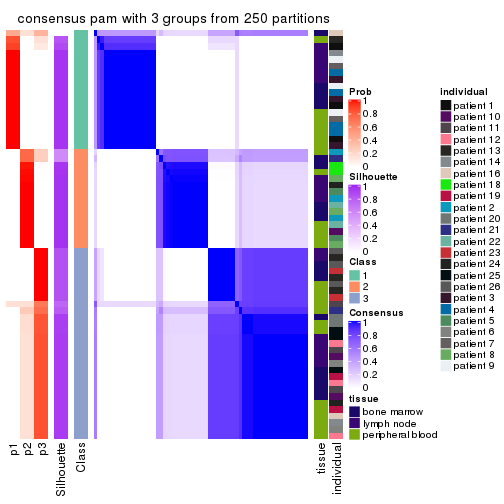 consensus pam with 3 groups from 250 partitions
p1
p2
p3
Silhouette
Class
tissue
individual
Prob
1
0.8
0.6
0.4
0.2
0
Silhouette
1
0.8
0.6
0.4
0.2
0
Class
1
2
3
Consensus
1
0.8
0.6
0.4
0.2
0
tissue
bone marrow
lymph node
peripheral blood
individual
patient 1
patient 10
patient 11
patient 12
patient 13
patient 14
patient 16
patient 18
patient 19
patient 2
patient 20
patient 21
patient 22
patient 23
patient 24
patient 25
patient 26
patient 3
patient 4
patient 5
patient 6
patient 7
patient 8
patient 9